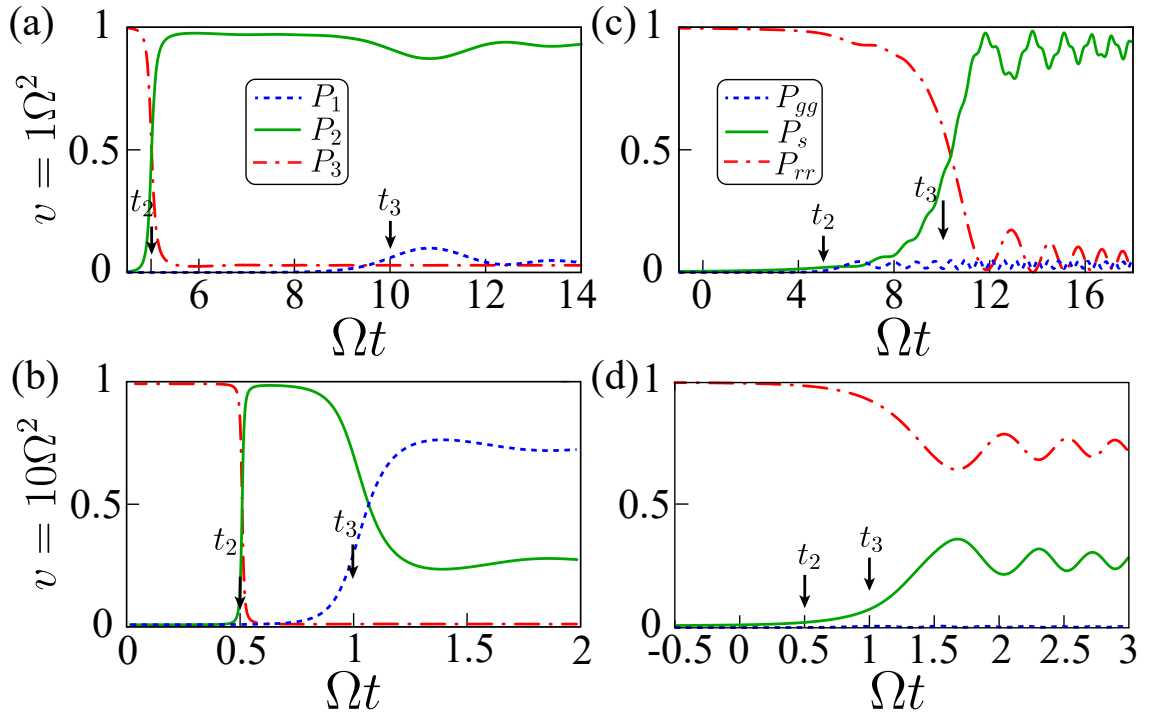 (a)
v = 1Ω²
1
0.5
0
P₁
P₂
P₃
t₂
t₃
6 8 10 12 14
Ωt
(c)
1
0.5
0
P_gg
P_s
P_rr
t₂
t₃
0 4 8 12 16
Ωt
(b)
v = 10Ω²
1
0.5
0
t₂
t₃
0 0.5 1 1.5 2
Ωt
(d)
1
0.5
0
t₂
t₃
-0.5 0 0.5 1 1.5 2 2.5 3
Ωt